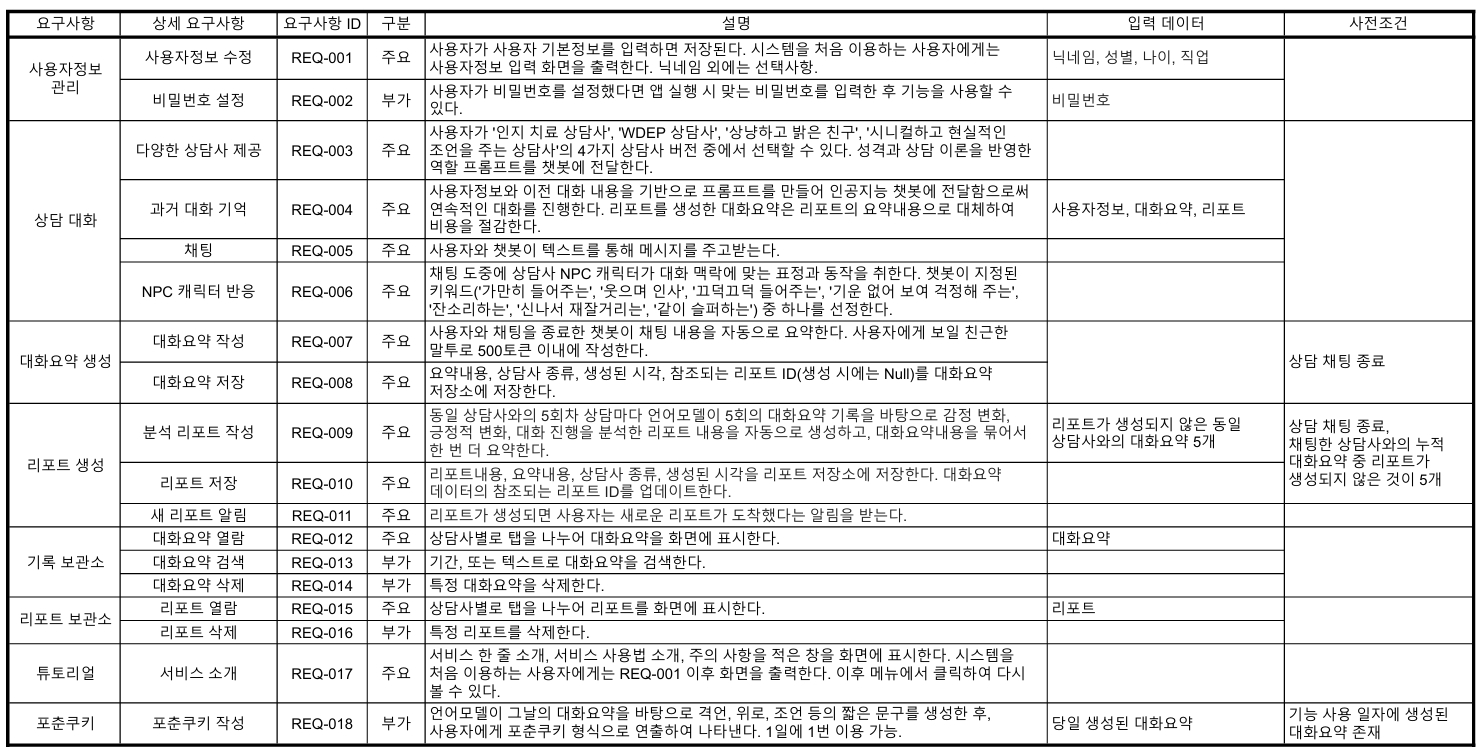 요구사항 상세 요구사항 요구사항 ID 구분 설명 입력 데이터 사전조건
사용자정보
관리
사용자정보 수정 REQ-001 주요
사용자가 사용자 기본정보를 입력하면 저장된다. 시스템을 처음 이용하는 사용자에게는
사용자정보 입력 화면을 출력한다. 닉네임 외에는 선택사항.
닉네임, 성별, 나이, 직업
비밀번호 설정 REQ-002 부가
사용자가 비밀번호를 설정했다면 앱 실행 시 맞는 비밀번호를 입력한 후 기능을 사용할 수
있다.
비밀번호
상담 대화
다양한 상담사 제공 REQ-003 주요
사용자가 '인지 치료 상담사', 'WDEP 상담사', '상냥하고 밝은 친구', '시니컬하고 현실적인
조언을 주는 상담사'의 4가지 상담사 버전 중에서 선택할 수 있다. 성격과 상담 이론을 반영한
역할 프롬프트를 챗봇에 전달한다.
과거 대화 기억 REQ-004 주요
사용자정보와 이전 대화 내용을 기반으로 프롬프트를 만들어 인공지능 챗봇에 전달함으로써
연속적인 대화를 진행한다. 리포트를 생성한 대화요약은 리포트의 요약내용으로 대체하여
비용을 절감한다.
사용자정보, 대화요약, 리포트
채팅 REQ-005 주요 사용자와 챗봇이 텍스트를 통해 메시지를 주고받는다.
NPC 캐릭터 반응 REQ-006 주요
채팅 도중에 상담사 NPC 캐릭터가 대화 맥락에 맞는 표정과 동작을 취한다. 챗봇이 지정된
키워드('가만히 들어주는', '웃으며 인사', '끄덕끄덕 들어주는', '기운 없어 보여 걱정해 주는',
'잔소리하는', '신나서 재잘거리는', '같이 슬퍼하는') 중 하나를 선정한다.
대화요약 생성
대화요약 작성 REQ-007 주요
사용자와 채팅을 종료한 챗봇이 채팅 내용을 자동으로 요약한다. 사용자에게 보일 친근한
말투로 500토큰 이내에 작성한다.
상담 채팅 종료
대화요약 저장 REQ-008 주요
요약내용, 상담사 종류, 생성된 시각, 참조되는 리포트 ID(생성 시에는 Null)를 대화요약
저장소에 저장한다.
리포트 생성
분석 리포트 작성 REQ-009 주요
동일 상담사와의 5회차 상담마다 언어모델이 5회의 대화요약 기록을 바탕으로 감정 변화,
긍정적 변화, 대화 진행을 분석한 리포트 내용을 자동으로 생성하고, 대화요약내용을 묶어서
한 번 더 요약한다.
리포트가 생성되지 않은 동일
상담사와의 대화요약 5개
상담 채팅 종료,
채팅한 상담사와의 누적
대화요약 중 리포트가
생성되지 않은 것이 5개
리포트 저장 REQ-010 주요
리포트내용, 요약내용, 상담사 종류, 생성된 시각을 리포트 저장소에 저장한다. 대화요약
데이터의 참조되는 리포트 ID를 업데이트한다.
새 리포트 알림 REQ-011 주요 리포트가 생성되면 사용자는 새로운 리포트가 도착했다는 알림을 받는다.
기록 보관소
대화요약 열람 REQ-012 주요 상담사별로 탭을 나누어 대화요약을 화면에 표시한다. 대화요약
대화요약 검색 REQ-013 부가 기간, 또는 텍스트로 대화요약을 검색한다.
대화요약 삭제 REQ-014 부가 특정 대화요약을 삭제한다.
리포트 보관소
리포트 열람 REQ-015 주요 상담사별로 탭을 나누어 리포트를 화면에 표시한다. 리포트
리포트 삭제 REQ-016 부가 특정 리포트를 삭제한다.
튜토리얼 서비스 소개 REQ-017 주요
서비스 한 줄 소개, 서비스 사용법 소개, 주의 사항을 적은 창을 화면에 표시한다. 시스템을
처음 이용하는 사용자에게는 REQ-001 이후 화면을 출력한다. 이후 메뉴에서 클릭하여 다시
볼 수 있다.
포춘쿠키 포춘쿠키 작성 REQ-018 부가
언어모델이 그날의 대화요약을 바탕으로 격언, 위로, 조언 등의 짧은 문구를 생성한 후,
사용자에게 포춘쿠키 형식으로 연출하여 나타낸다. 1일에 1번 이용 가능.
당일 생성된 대화요약
기능 사용 일자에 생성된
대화요약 존재